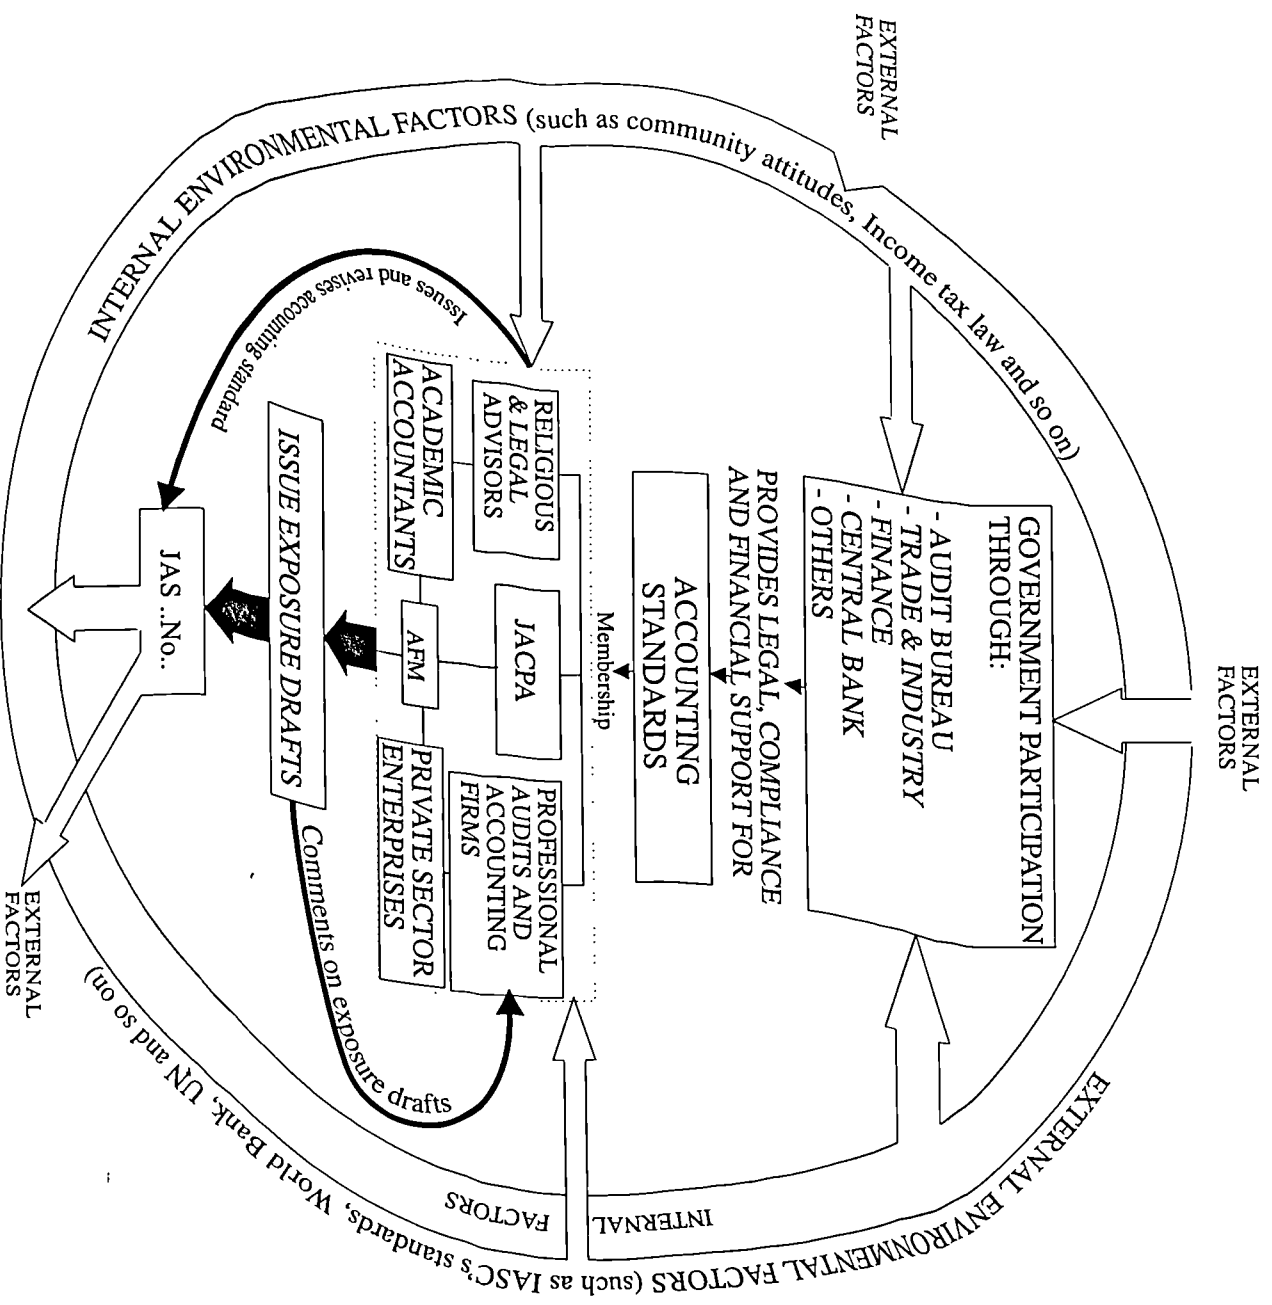 EXTERNAL
FACTORS
EXTERNAL
FACTORS
INTERNAL ENVIRONMENTAL FACTORS (such as community attitudes, Income tax law and so on)
GOVERNMENT PARTICIPATION
THROUGH:
- AUDIT BUREAU
- TRADE & INDUSTRY
- FINANCE
- CENTRAL BANK
- OTHERS
PROVIDES LEGAL, COMPLIANCE
AND FINANCIAL SUPPORT FOR
ACCOUNTING
STANDARDS
Membership
RELIGIOUS
& LEGAL
ADVISORS
JACPA
PROFESSIONAL
AUDITS AND
ACCOUNTING
FIRMS
ACADEMIC
ACCOUNTANTS
AFM
PRIVATE SECTOR
ENTERPRISES
Issues and revises accounting standard
ISSUE EXPOSURE DRAFTS
Comments on exposure drafts
JAS ..No..
INTERNAL
FACTORS
EXTERNAL ENVIRONMENTAL FACTORS (such as IASC's standards, World Bank, UN and so on)
EXTERNAL
FACTORS